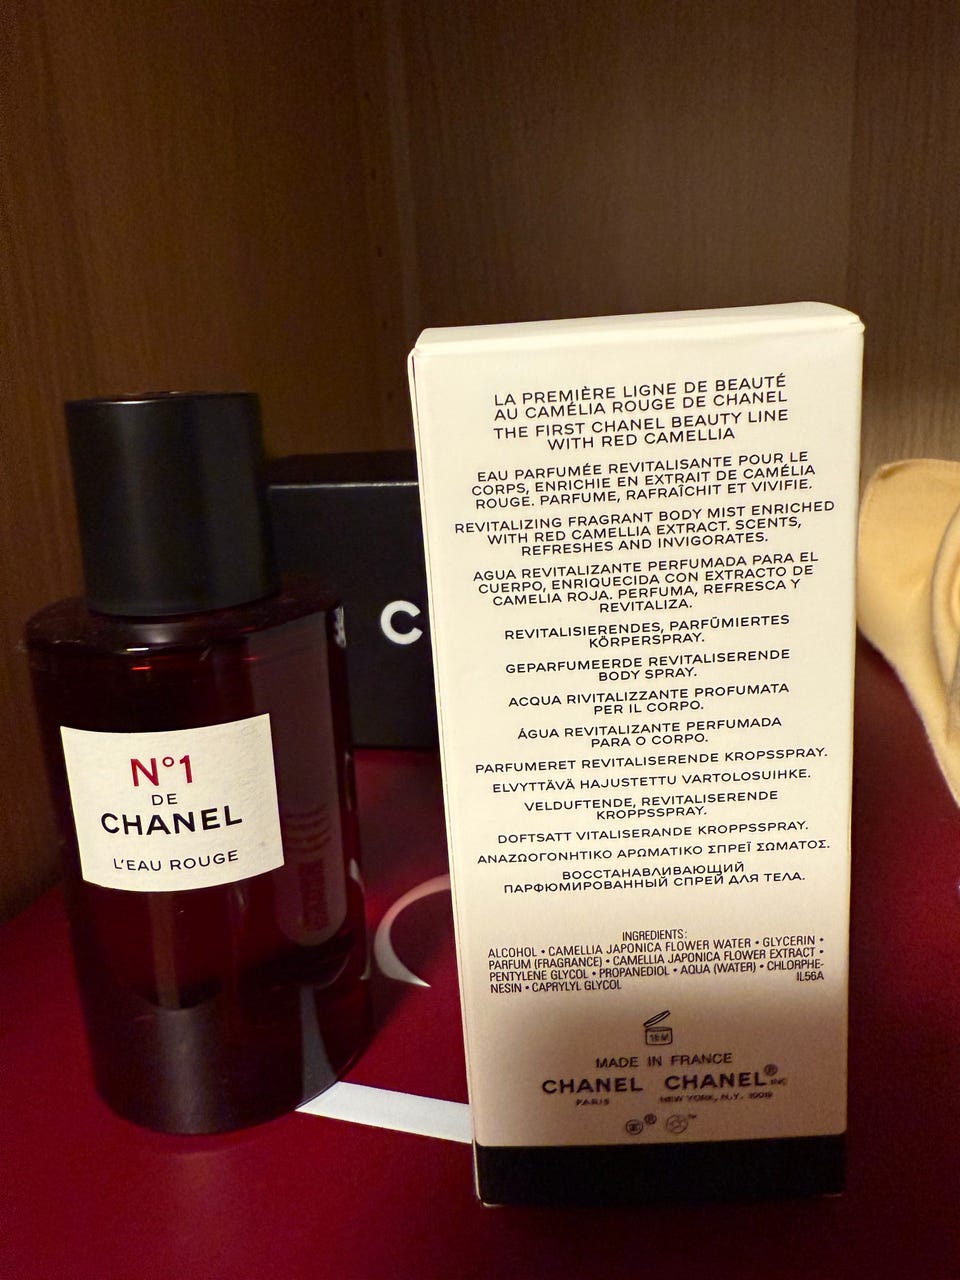 N°1
DE
CHANEL
L'EAU ROUGE
C
LA PREMIÈRE LIGNE DE BEAUTÉ
AU CAMÉLIA ROUGE DE CHANEL
THE FIRST CHANEL BEAUTY LINE
WITH RED CAMELLIA
EAU PARFUMÉE REVITALISANTE POUR LE
CORPS, ENRICHIE EN EXTRAIT DE CAMÉLIA
ROUGE. PARFUME, RAFRAÎCHIT ET VIVIFIE.
REVITALIZING FRAGRANT BODY MIST ENRICHED
WITH RED CAMELLIA EXTRACT. SCENTS,
REFRESHES AND INVIGORATES.
AGUA REVITALIZANTE PERFUMADA PARA EL
CUERPO, ENRIQUECIDA CON EXTRACTO DE
CAMELIA ROJA. PERFUMA, REFRESCA Y
REVITALIZA.
REVITALISIERENDES, PARFÜMIERTES
KÖRPERSPRAY.
GEPARFUMEERDE REVITALISERENDE
BODY SPRAY.
ACQUA RIVITALIZZANTE PROFUMATA
PER IL CORPO.
ÁGUA REVITALIZANTE PERFUMADA
PARA O CORPO.
PARFUMERET REVITALISERENDE KROPSSPRAY.
ELVYTTÄVÄ HAJUSTETTU VARTOLOSUIHKE.
VELDUFTENDE, REVITALISERENDE
KROPPSSPRAY.
DOFTSATT VITALISERANDE KROPPSSPRAY.
ΑΝΑΖΩΟΓΟΝΗΤΙΚΟ ΑΡΩΜΑΤΙΚΟ ΣΠΡΕΪ ΣΩΜΑΤΟΣ.
ВОССТАНАВЛИВАЮЩИЙ
ПАРФЮМИРОВАННЫЙ СПРЕЙ ДЛЯ ТЕЛА.
INGREDIENTS:
ALCOHOL • CAMELLIA JAPONICA FLOWER WATER • GLYCERIN •
PARFUM (FRAGRANCE) • CAMELLIA JAPONICA FLOWER EXTRACT •
PENTYLENE GLYCOL • PROPANEDIOL • AQUA (WATER) • CHLORPHE-
NESIN • CAPRYLYL GLYCOL IL56A
18 M
MADE IN FRANCE
CHANEL CHANEL® INC
PARIS NEW YORK, N.Y. 10019